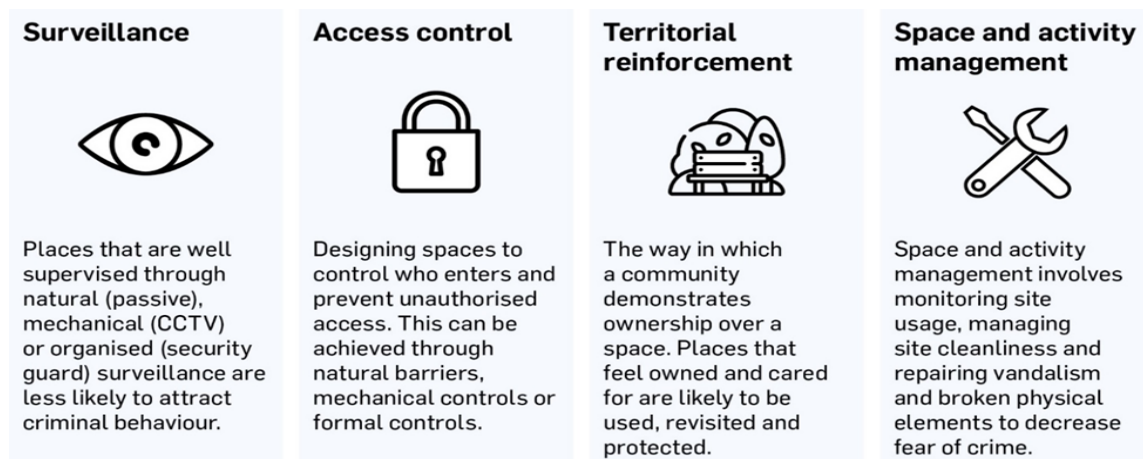 Surveillance
Places that are well
supervised through
natural (passive),
mechanical (CCTV)
or organised (security
guard) surveillance are
less likely to attract
criminal behaviour.
Access control
Designing spaces to
control who enters and
prevent unauthorised
access. This can be
achieved through
natural barriers,
mechanical controls or
formal controls.
Territorial
reinforcement
The way in which
a community
demonstrates
ownership over a
space. Places that
feel owned and cared
for are likely to be
used, revisited and
protected.
Space and activity
management
Space and activity
management involves
monitoring site
usage, managing
site cleanliness and
repairing vandalism
and broken physical
elements to decrease
fear of crime.